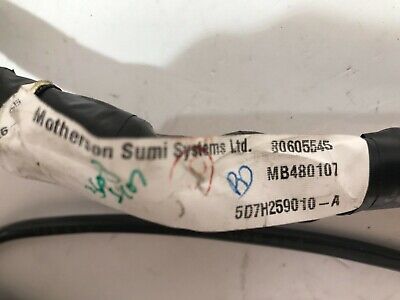 Motherson Sumi Systems Ltd. 80605545
MB480107
5D7H259010-A